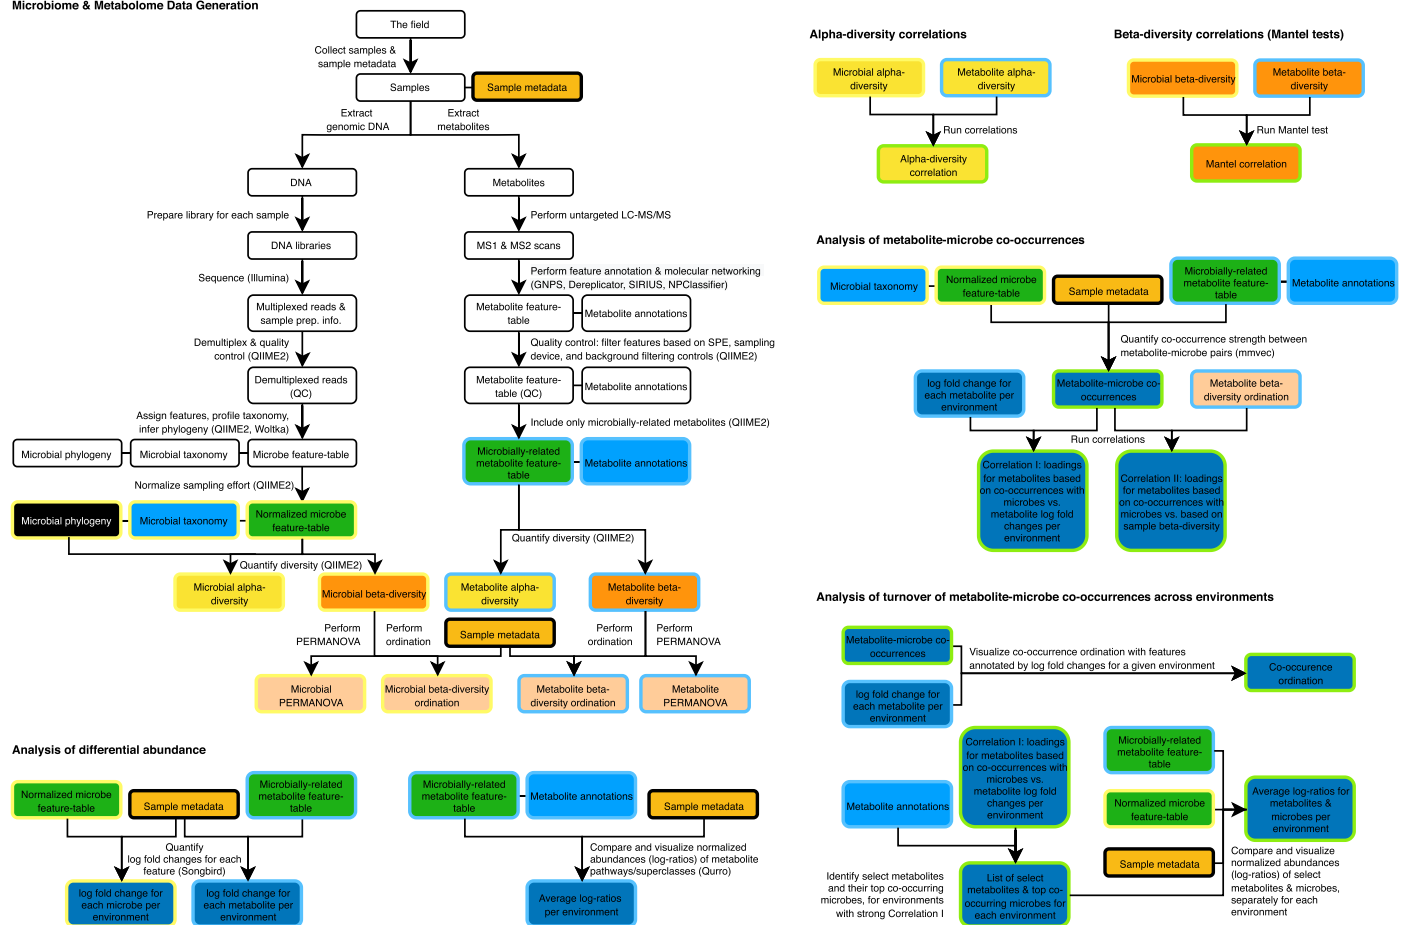 Microbiome & Metabolome Data Generation
The field
Collect samples &
sample metadata
Samples
Sample metadata
Extract
genomic DNA
Extract
metabolites
DNA
Metabolites
Prepare library for each sample
Perform untargeted LC-MS/MS
DNA libraries
MS1 & MS2 scans
Sequence (Illumina)
Perform feature annotation & molecular networking
(GNPS, Dereplicator, SIRIUS, NPClassifier)
Multiplexed reads &
sample prep. info.
Metabolite feature-
table
Metabolite annotations
Demultiplex & quality
control (QIIME2)
Quality control: filter features based on SPE, sampling
device, and background filtering controls (QIIME2)
Demultiplexed reads
(QC)
Metabolite feature-
table (QC)
Metabolite annotations
Assign features, profile taxonomy,
infer phylogeny (QIIME2, Woltka)
Include only microbially-related metabolites (QIIME2)
Microbial phylogeny
Microbial taxonomy
Microbe feature-table
Microbially-related
metabolite feature-
table
Metabolite annotations
Normalize sampling effort (QIIME2)
Microbial phylogeny
Microbial taxonomy
Normalized microbe
feature-table
Quantify diversity (QIIME2)
Quantify diversity (QIIME2)
Microbial alpha-
diversity
Microbial beta-diversity
Metabolite alpha-
diversity
Metabolite beta-
diversity
Perform
PERMANOVA
Perform
ordination
Sample metadata
Perform
ordination
Perform
PERMANOVA
Microbial
PERMANOVA
Microbial beta-diversity
ordination
Metabolite beta-
diversity ordination
Metabolite
PERMANOVA
Analysis of differential abundance
Normalized microbe
feature-table
Sample metadata
Microbially-related
metabolite feature-
table
Quantify
log fold changes for each
feature (Songbird)
log fold change for
each microbe per
environment
log fold change for
each metabolite per
environment
Microbially-related
metabolite feature-
table
Metabolite annotations
Sample metadata
Compare and visualize normalized
abundances (log-ratios) of metabolite
pathways/superclasses (Qurro)
Average log-ratios
per environment
Alpha-diversity correlations
Microbial alpha-
diversity
Metabolite alpha-
diversity
Run correlations
Alpha-diversity
correlation
Beta-diversity correlations (Mantel tests)
Microbial beta-diversity
Metabolite beta-
diversity
Run Mantel test
Mantel correlation
Analysis of metabolite-microbe co-occurrences
Microbial taxonomy
Normalized microbe
feature-table
Sample metadata
Microbially-related
metabolite feature-
table
Metabolite annotations
Quantify co-occurrence strength between
metabolite-microbe pairs (mmvec)
log fold change for
each metabolite per
environment
Metabolite-microbe co-
occurrences
Metabolite beta-
diversity ordination
Run correlations
Correlation I: loadings
for metabolites based
on co-occurrences with
microbes vs.
metabolite log fold
changes per
environment
Correlation II: loadings
for metabolites based
on co-occurrences with
microbes vs. based on
sample beta-diversity
Analysis of turnover of metabolite-microbe co-occurrences across environments
Metabolite-microbe co-
occurrences
log fold change for
each metabolite per
environment
Visualize co-occurrence ordination with features
annotated by log fold changes for a given environment
Co-occurence
ordination
Metabolite annotations
Correlation I: loadings
for metabolites based
on co-occurrences with
microbes vs.
metabolite log fold
changes per
environment
Identify select metabolites
and their top co-occurring
microbes, for environments
with strong Correlation I
List of select
metabolites & top co-
occurring microbes for
each environment
Microbially-related
metabolite feature-
table
Normalized microbe
feature-table
Sample metadata
Average log-ratios for
metabolites &
microbes per
environment
Compare and visualize
normalized abundances
(log-ratios) of select
metabolites & microbes,
separately for each
environment